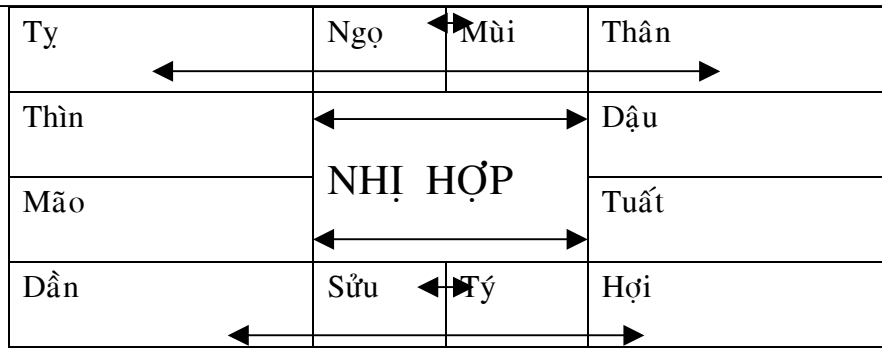 Tỵ Ngọ Mùi Thân
Thìn Dậu
NHỊ HỢP
Mão Tuất
Dần Sửu Tý Hợi